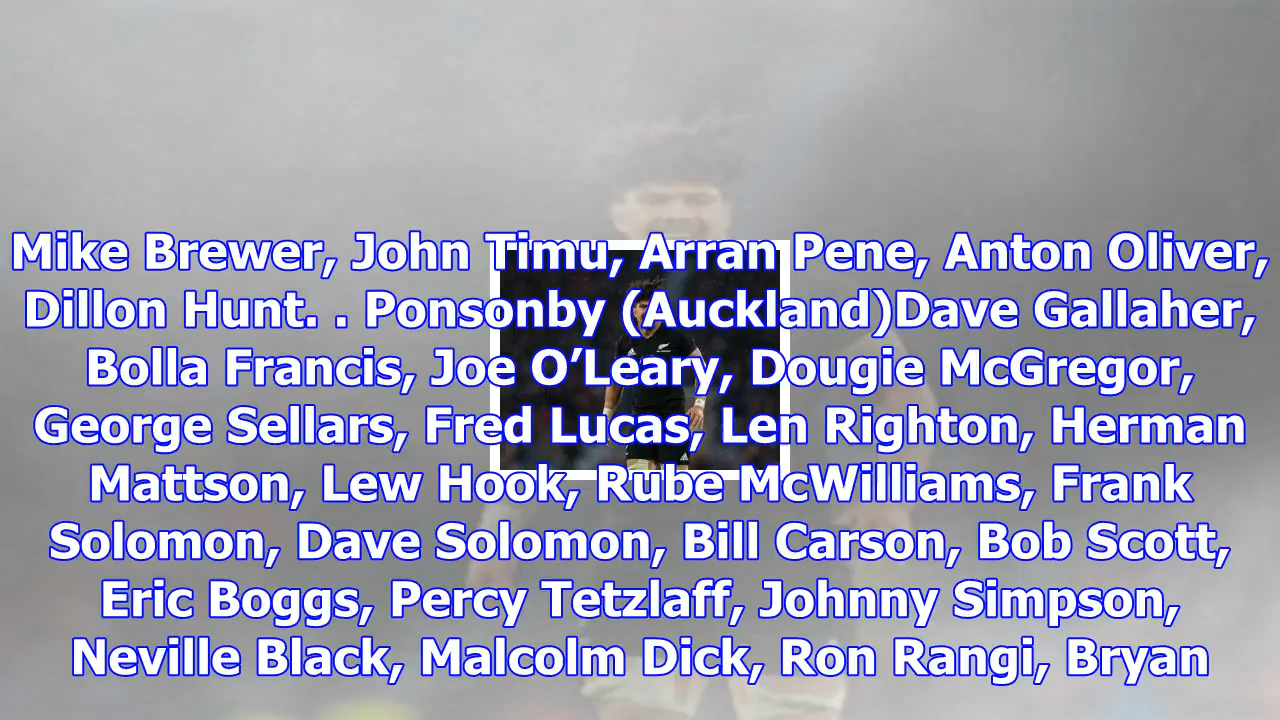 Mike Brewer, John Timu, Arran Pene, Anton Oliver,
Dillon Hunt. . Ponsonby (Auckland)Dave Gallaher,
Bolla Francis, Joe O’Leary, Dougie McGregor,
George Sellars, Fred Lucas, Len Righton, Herman
Mattson, Lew Hook, Rube McWilliams, Frank
Solomon, Dave Solomon, Bill Carson, Bob Scott,
Eric Boggs, Percy Tetzlaff, Johnny Simpson,
Neville Black, Malcolm Dick, Ron Rangi, Bryan